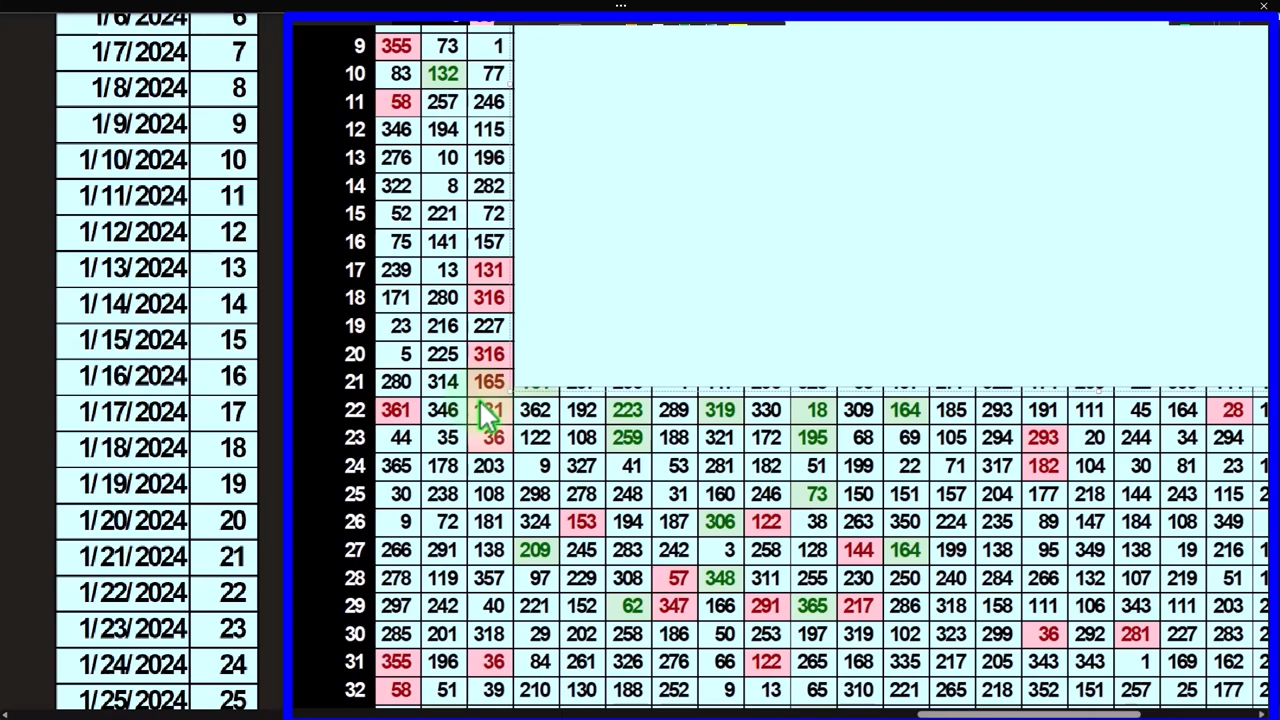 1/6/2024 6
1/7/2024 7
1/8/2024 8
1/9/2024 9
1/10/2024 10
1/11/2024 11
1/12/2024 12
1/13/2024 13
1/14/2024 14
1/15/2024 15
1/16/2024 16
1/17/2024 17
1/18/2024 18
1/19/2024 19
1/20/2024 20
1/21/2024 21
1/22/2024 22
1/23/2024 23
1/24/2024 24
1/25/2024 25
9 355 73 1
10 83 132 77
11 58 257 246
12 346 194 115
13 276 10 196
14 322 8 282
15 52 221 72
16 75 141 157
17 239 13 131
18 171 280 316
19 23 216 227
20 5 225 316
21 280 314 165
22 361 346 362 192 223 289 319 330 18 309 164 185 293 191 111 45 164 28
23 44 35 36 122 108 259 188 321 172 195 68 69 105 294 293 20 244 34 294
24 365 178 203 9 327 41 53 281 182 51 199 22 71 317 182 104 30 81 23
25 30 238 108 298 278 248 31 160 246 73 150 151 157 204 177 218 144 243 115
26 9 72 181 324 153 194 187 306 122 38 263 350 224 235 89 147 184 108 349
27 266 291 138 209 245 283 242 3 258 128 144 164 199 138 95 349 138 19 216
28 278 119 357 97 229 308 57 348 311 255 230 250 240 284 266 132 107 219 51
29 297 242 40 221 152 62 347 166 291 365 217 286 318 158 111 106 343 111 203
30 285 201 318 29 202 258 186 50 253 197 319 102 323 299 36 292 281 227 283
31 355 196 36 84 261 326 276 66 122 265 168 335 217 205 343 343 1 169 162
32 58 51 39 210 130 188 252 9 13 65 310 221 265 218 352 151 257 25 177